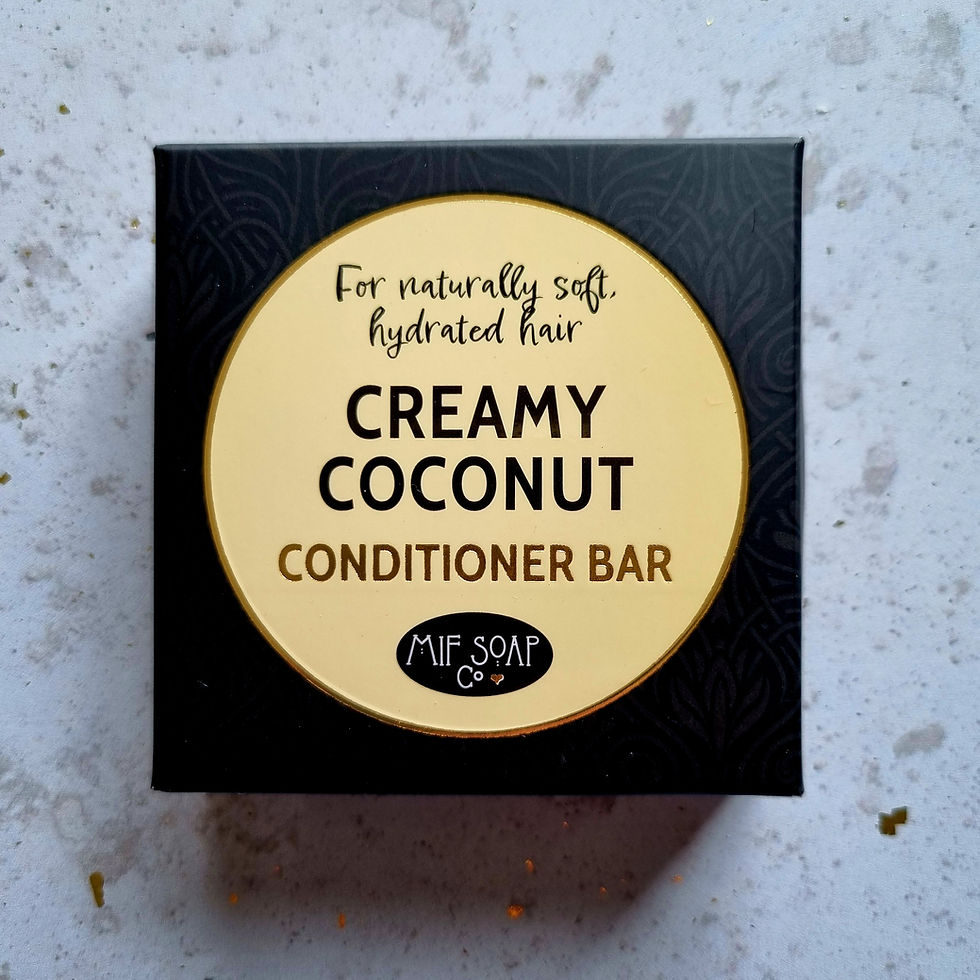 For naturally soft,
hydrated hair
CREAMY
COCONUT
CONDITIONER BAR
MIF SOAP
Co